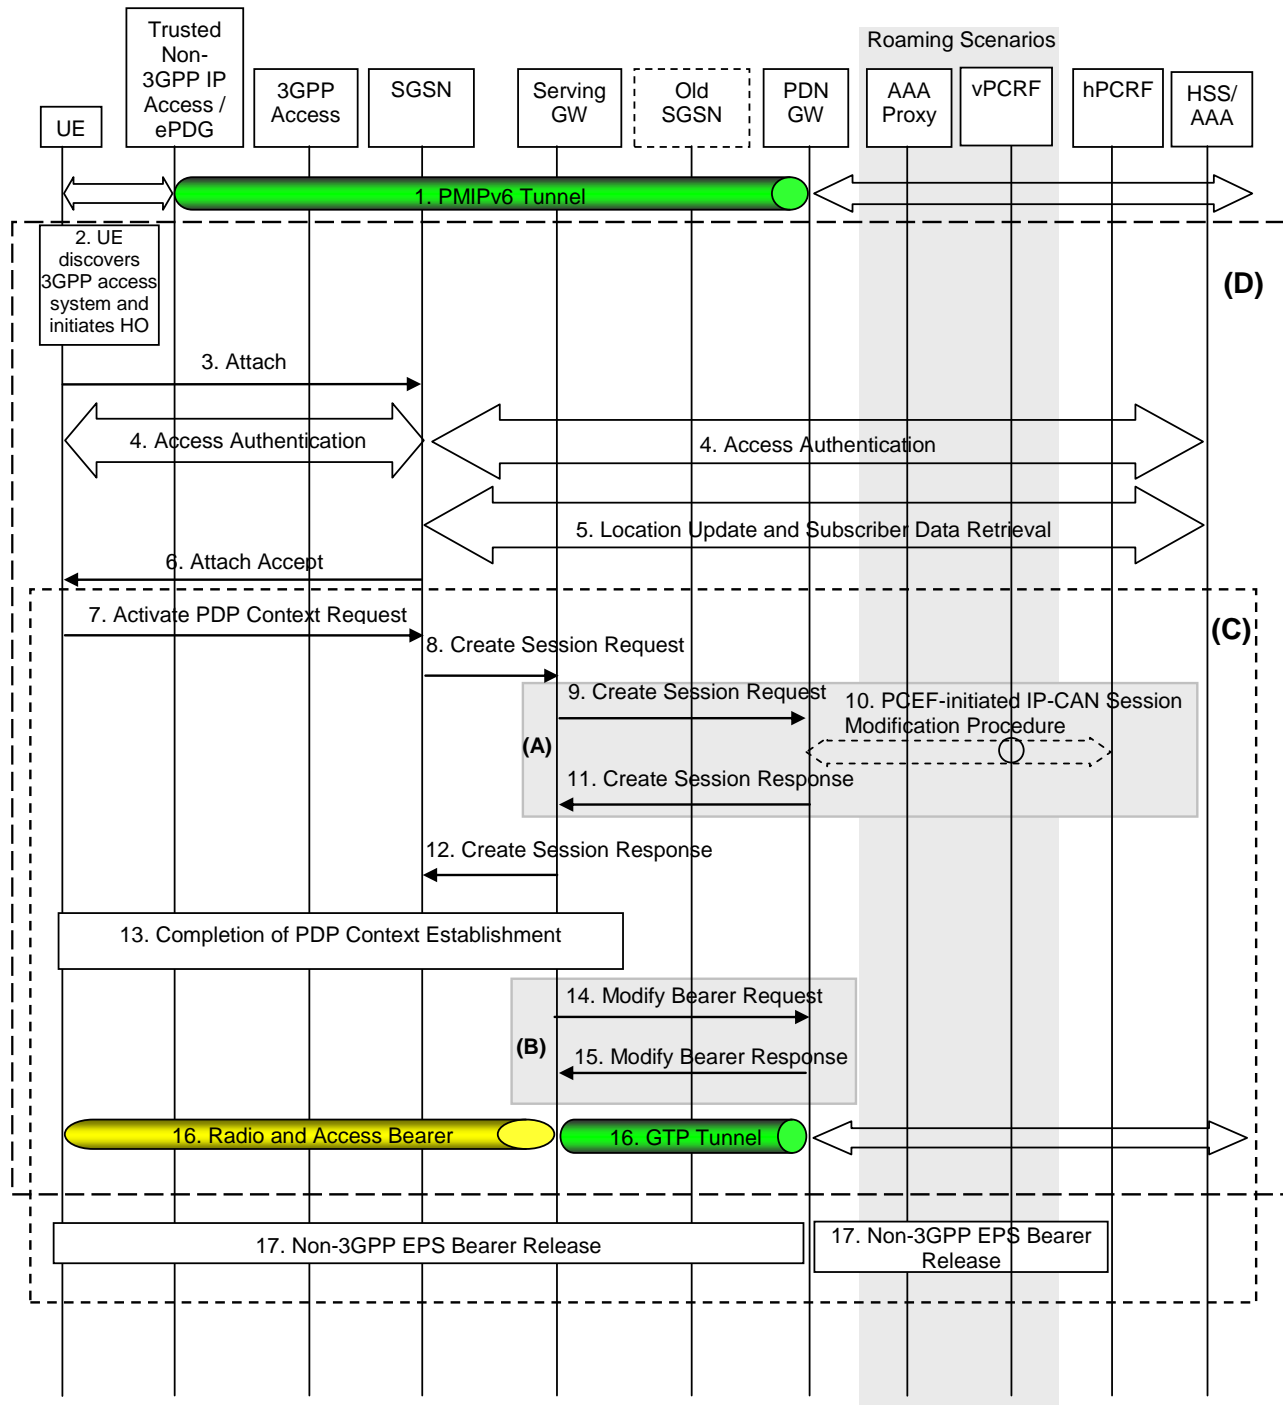 Roaming Scenarios
UE
Trusted
Non-
3GPP IP
Access /
ePDG
3GPP
Access
SGSN
Serving
GW
Old
SGSN
PDN
GW
AAA
Proxy
vPCRF
hPCRF
HSS/
AAA
1. PMIPv6 Tunnel
2. UE
discovers
3GPP access
system and
initiates HO
(D)
3. Attach
4. Access Authentication
4. Access Authentication
5. Location Update and Subscriber Data Retrieval
6. Attach Accept
7. Activate PDP Context Request
(C)
8. Create Session Request
9. Create Session Request
10. PCEF-initiated IP-CAN Session
Modification Procedure
(A)
11. Create Session Response
12. Create Session Response
13. Completion of PDP Context Establishment
14. Modify Bearer Request
(B)
15. Modify Bearer Response
16. Radio and Access Bearer
16. GTP Tunnel
17. Non-3GPP EPS Bearer Release
17. Non-3GPP EPS Bearer
Release